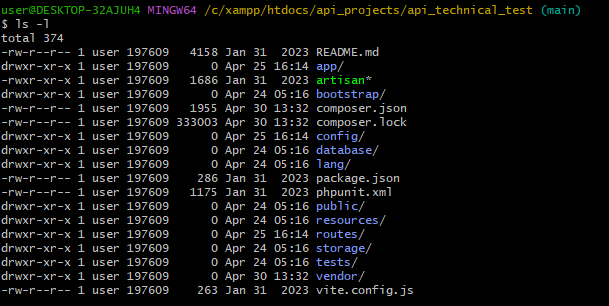 user@DESKTOP-32AJUH4 MINGW64 /c/xampp/htdocs/api_projects/api_technical_test (main)
$ ls -l
total 374
-rw-r--r-- 1 user 197609   4158 Jan 31  2023 README.md
drwxr-xr-x 1 user 197609      0 Apr 25 16:14 app/
-rwxr-xr-x 1 user 197609   1686 Jan 31  2023 artisan*
drwxr-xr-x 1 user 197609      0 Apr 24 05:16 bootstrap/
-rw-r--r-- 1 user 197609   1955 Apr 30 13:32 composer.json
-rw-r--r-- 1 user 197609 333003 Apr 30 13:32 composer.lock
drwxr-xr-x 1 user 197609      0 Apr 25 16:14 config/
drwxr-xr-x 1 user 197609      0 Apr 24 05:16 database/
drwxr-xr-x 1 user 197609      0 Apr 24 05:16 lang/
-rw-r--r-- 1 user 197609    286 Jan 31  2023 package.json
-rw-r--r-- 1 user 197609   1175 Jan 31  2023 phpunit.xml
drwxr-xr-x 1 user 197609      0 Apr 24 05:16 public/
drwxr-xr-x 1 user 197609      0 Apr 24 05:16 resources/
drwxr-xr-x 1 user 197609      0 Apr 25 16:14 routes/
drwxr-xr-x 1 user 197609      0 Apr 24 05:16 storage/
drwxr-xr-x 1 user 197609      0 Apr 24 05:16 tests/
drwxr-xr-x 1 user 197609      0 Apr 30 13:32 vendor/
-rw-r--r-- 1 user 197609    263 Jan 31  2023 vite.config.js